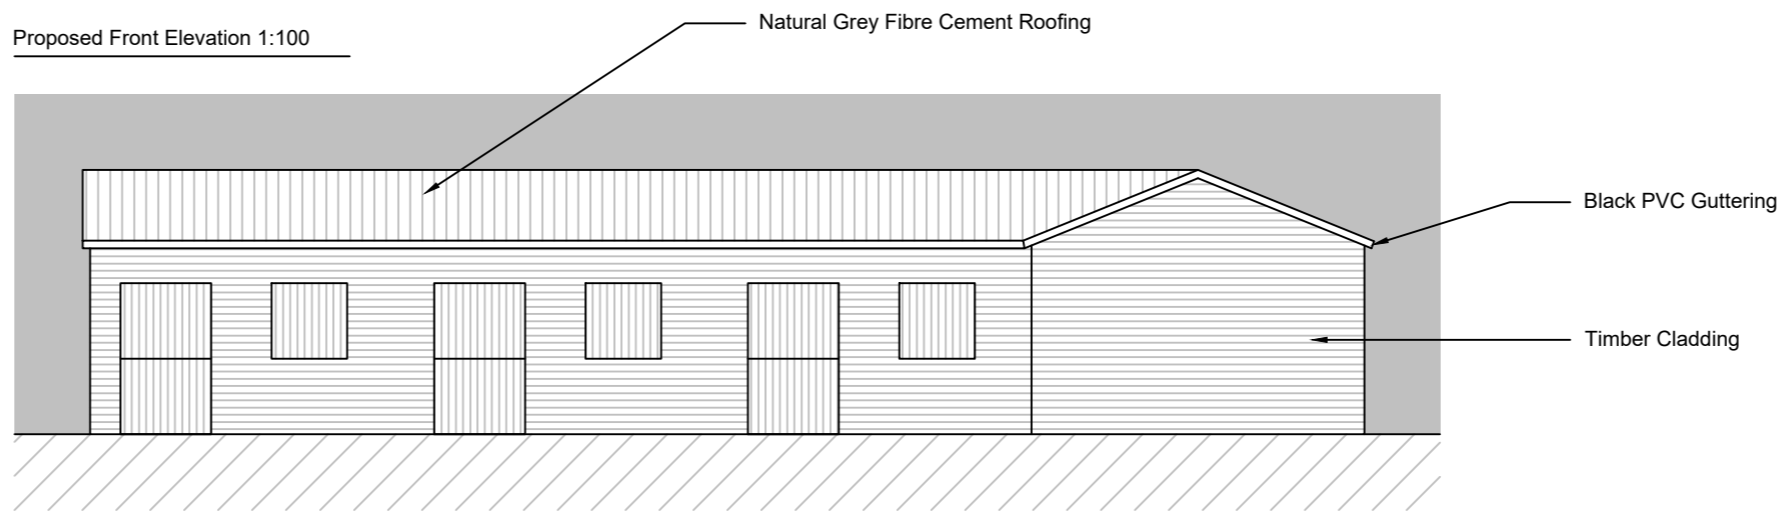 Proposed Front Elevation 1:100
Natural Grey Fibre Cement Roofing
Black PVC Guttering
Timber Cladding